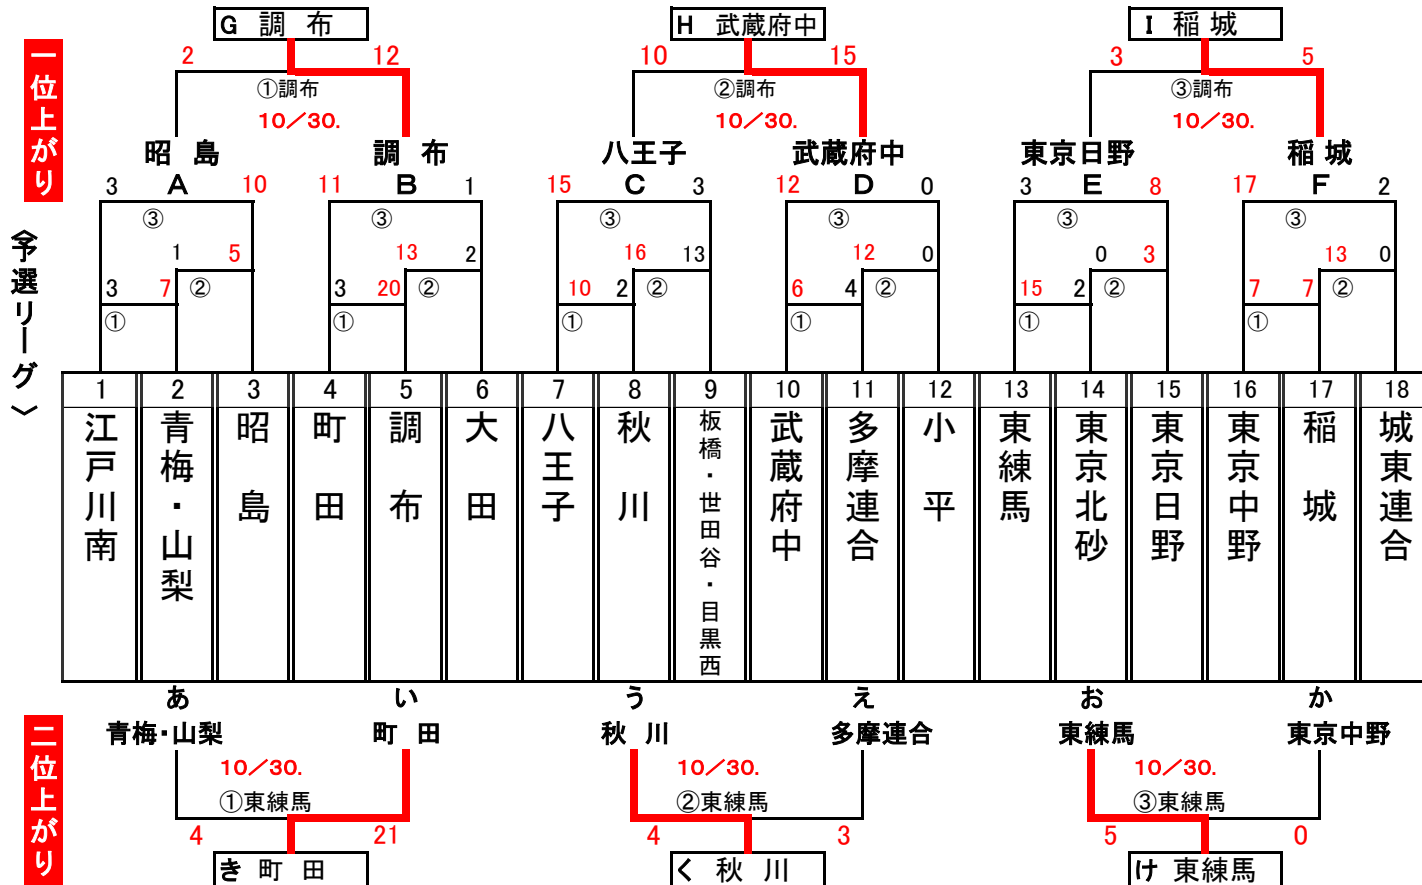 G 調 布
H 武蔵府中
I 稲 城
一位上がり
2 12
10 15
3 5
①調布
②調布
③調布
10/30.
10/30.
10/30.
昭 島
調 布
八王子
武蔵府中
東京日野
稲 城
3 A 10
11 B 1
15 C 3
12 D 0
3 E 8
17 F 2
③
③
③
③
③
③
《予選リーグ》
1 5
13 2
16 13
12 0
0 3
13 0
3 7 ②
3 20 ②
10 2 ②
6 4 ②
15 2 ②
7 7 ②
①
①
①
①
①
①
1 2 3 4 5 6 7 8 9 10 11 12 13 14 15 16 17 18
江戸川南
青梅・山梨
昭島
町田
調布
大田
八王子
秋川
板橋・世田谷・目黒西
武蔵府中
多摩連合
小平
東練馬
東京北砂
東京日野
東京中野
稲城
城東連合
あ
い
う
え
お
か
二位上がり
青梅・山梨
町 田
秋 川
多摩連合
東練馬
東京中野
10/30.
10/30.
10/30.
①東練馬
②東練馬
③東練馬
4 21
4 3
5 0
き 町 田
く 秋 川
け 東練馬